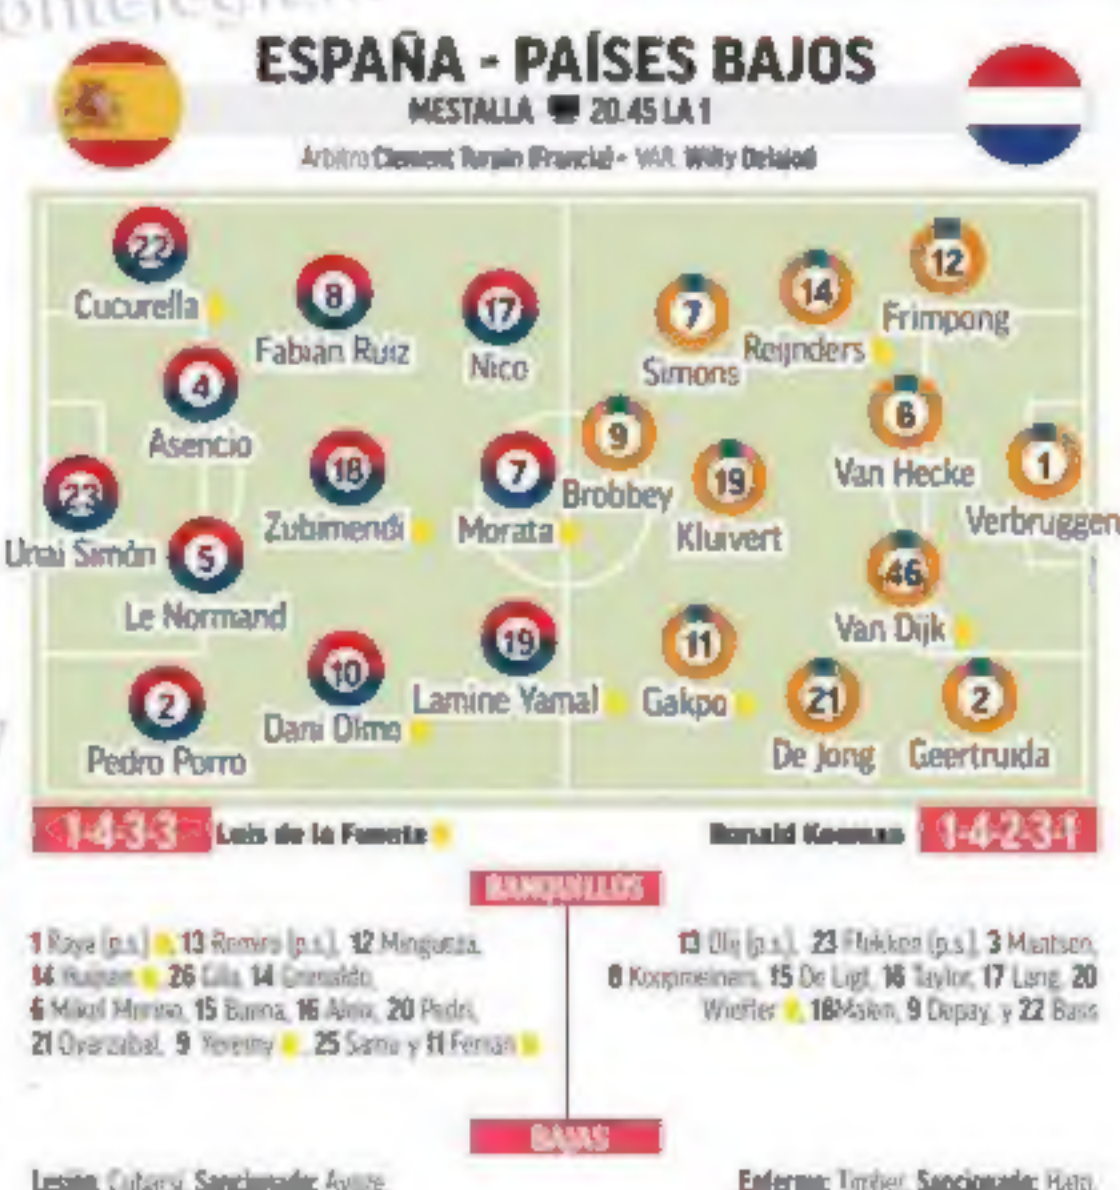 ESPAÑA - PAÍSES BAJOS
MESTALLA 20.45 LA 1
Árbitro: Clement Turpin (Francia) - VAR: Willy Delajod
22
Cucurella
8
Fabián Ruiz
17
Nico
4
Asencio
18
Zubimendi
7
Morata
23
Unai Simón
5
Le Normand
19
Lamine Yamal
10
Dani Olmo
2
Pedro Porro
12
Frimpong
14
Reijnders
7
Simons
6
Van Hecke
9
Brobbey
19
Kluivert
1
Verbruggen
46
Van Dijk
11
Gakpo
21
De Jong
2
Geertruida
1-4-3-3 Luis de la Fuente
Ronald Koeman 1-4-2-3-1
BANQUILLOS
1 Raya (p.s.), 13 Remiro (p.s.), 12 Mingueza,
14 26 Gila, 14 Grimaldo,
6 Mikel Merino, 15 Baena, 16 Aleix, 20 Pedri,
21 Oyarzabal, 9 Yeremy, 25 Samu y 11 Ferran
13 Olij (p.s.), 23 Flekken (p.s.), 3 Maatsen,
8 Koopmeiners, 15 De Ligt, 16 Taylor, 17 Lang, 20
Wieffer, 18 Malen, 9 Depay, y 22 Bass
BAJAS
Lesión: Cubarsí. Sancionado: Ayoze.
Enfermo: Timber. Sancionado: Hato.